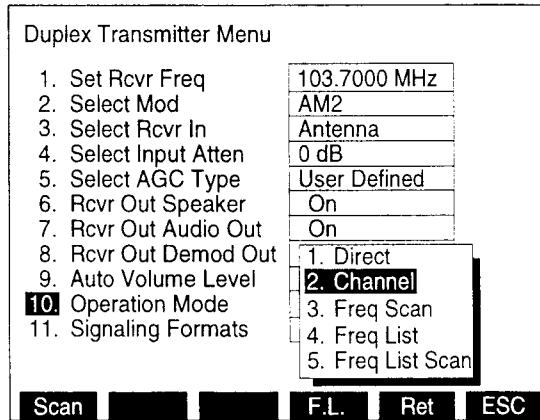 Duplex Transmitter Menu
1. Set Rcvr Freq 103.7000 MHz
2. Select Mod AM2
3. Select Rcvr In Antenna
4. Select Input Atten 0 dB
5. Select AGC Type User Defined
6. Rcvr Out Speaker On
7. Rcvr Out Audio Out On
8. Rcvr Out Demod Out
9. Auto Volume Level
10. Operation Mode
11. Signaling Formats
1. Direct
2. Channel
3. Freq Scan
4. Freq List
5. Freq List Scan
Scan F.L. Ret ESC